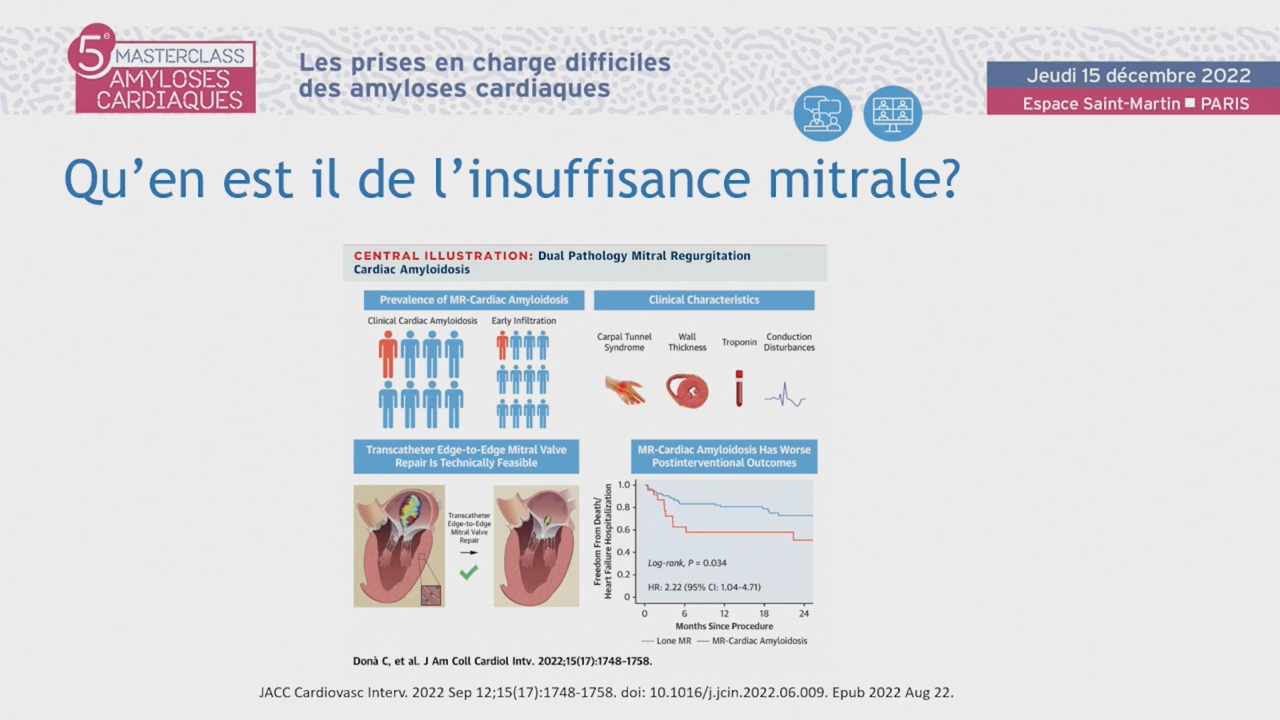 5e
MASTERCLASS
AMYLOSES
CARDIAQUES
Les prises en charge difficiles
des amyloses cardiaques
Jeudi 15 décembre 2022
Espace Saint-Martin ■ PARIS
Qu’en est il de l’insuffisance mitrale?
CENTRAL ILLUSTRATION: Dual Pathology Mitral Regurgitation
Cardiac Amyloidosis
Prevalence of MR-Cardiac Amyloidosis
Clinical Cardiac Amyloidosis
Early Infiltration
Clinical Characteristics
Carpal Tunnel
Syndrome
Wall
Thickness
Troponin
Conduction
Disturbances
Transcatheter Edge-to-Edge Mitral Valve
Repair Is Technically Feasible
Transcatheter
Edge-to-Edge
Mitral Valve
Repair
MR-Cardiac Amyloidosis Has Worse
Postinterventional Outcomes
Freedom From Death/
Heart Failure Hospitalization
1.0
0.8
0.6
0.4
0.2
0
Log-rank, P = 0.034
HR: 2.22 (95% CI: 1.04-4.71)
0 6 12 18 24
Months Since Procedure
Lone MR MR-Cardiac Amyloidosis
Donà C, et al. J Am Coll Cardiol Intv. 2022;15(17):1748-1758.
JACC Cardiovasc Interv. 2022 Sep 12;15(17):1748-1758. doi: 10.1016/j.jcin.2022.06.009. Epub 2022 Aug 22.